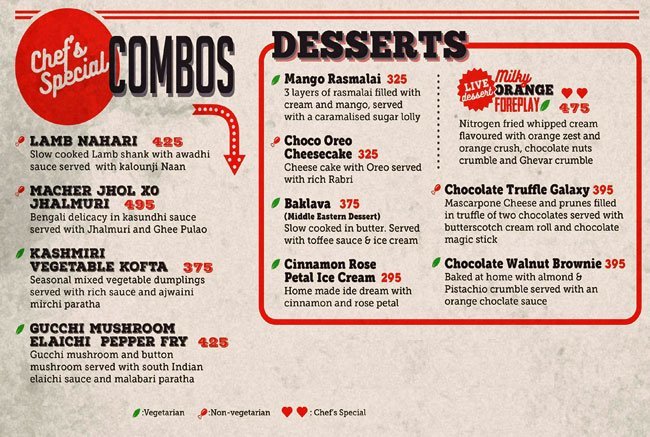 Chef's
Special
COMBOS
LAMB NAHARI 425
Slow cooked Lamb shank with awadhi
sauce served with kalounji Naan
MACHER JHOL XO
JHALMURI 495
Bengali delicacy in kasundhi sauce
served with Jhalmuri and Ghee Pulao
KASHMIRI
VEGETABLE KOFTA 375
Seasonal mixed vegetable dumplings
served with rich sauce and ajwaini
mirchi paratha
GUCCHI MUSHROOM
ELAICHI PEPPER FRY 425
Gucchi mushroom and button
mushroom served with south Indian
elaichi sauce and malabari paratha
DESSERTS
Mango Rasmalai 325
3 layers of rasmalai filled with
cream and mango, served
with a caramalised sugar lolly
Choco Oreo
Cheesecake 325
Cheese cake with Oreo served
with rich Rabri
Baklava 375
(Middle Eastern Dessert)
Slow cooked in butter. Served
with toffee sauce & ice cream
Cinnamon Rose
Petal Ice Cream 295
Home made ide dream with
cinnamon and rose petal
LIVE
dessert
Milky
ORANGE
FOREPLAY 475
Nitrogen fried whipped cream
flavoured with orange zest and
orange crush, chocolate nuts
crumble and Ghevar crumble
Chocolate Truffle Galaxy 395
Mascarpone Cheese and prunes filled
in truffle of two chocolates served with
butterscotch cream roll and chocolate
magic stick
Chocolate Walnut Brownie 395
Baked at home with almond &
Pistachio crumble served with an
orange choclate sauce
:Vegetarian :Non-vegetarian : Chef's Special